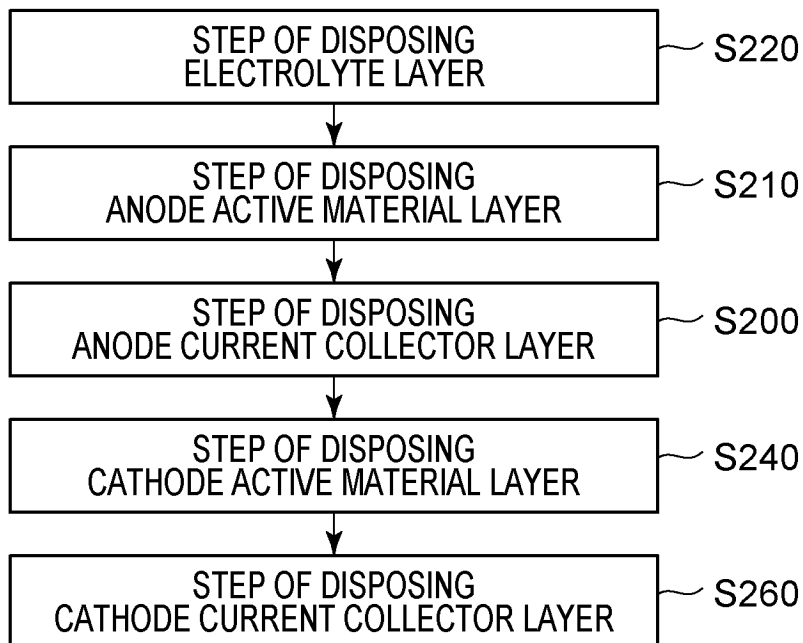 STEP OF DISPOSING
ELECTROLYTE LAYER
S220
STEP OF DISPOSING
ANODE ACTIVE MATERIAL LAYER
S210
STEP OF DISPOSING
ANODE CURRENT COLLECTOR LAYER
S200
STEP OF DISPOSING
CATHODE ACTIVE MATERIAL LAYER
S240
STEP OF DISPOSING
CATHODE CURRENT COLLECTOR LAYER
S260